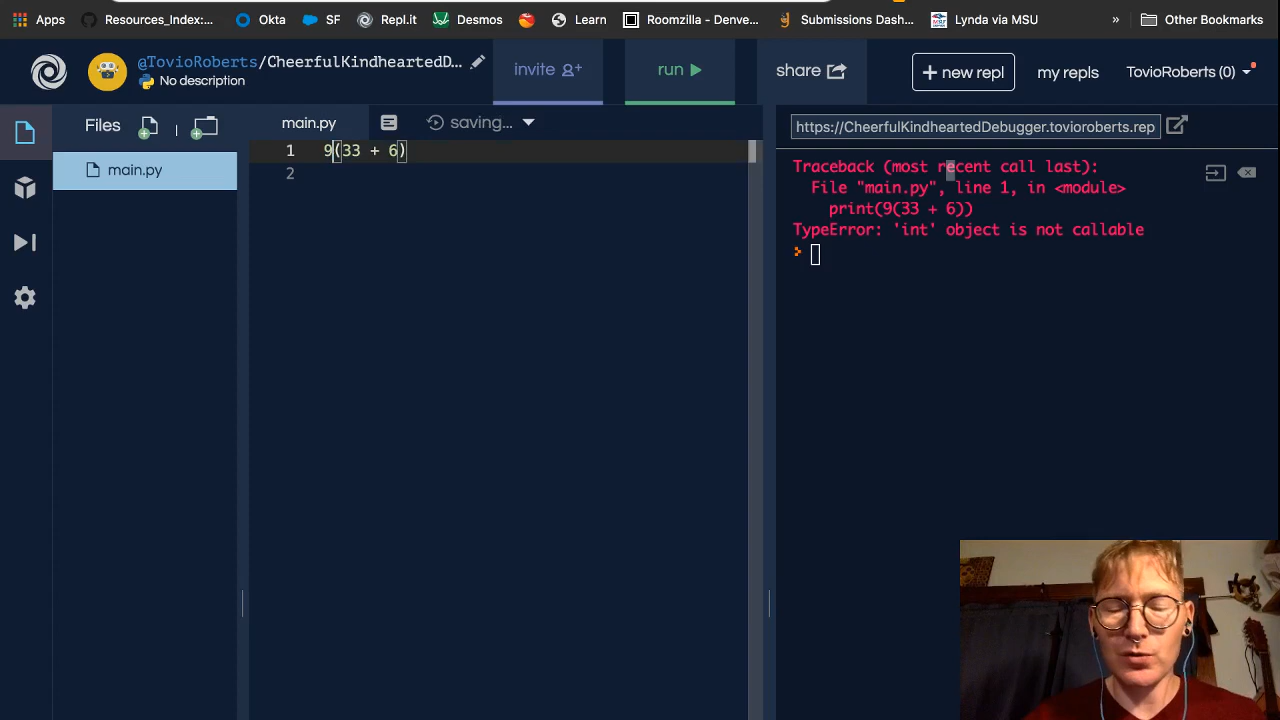 Apps
Resources_Index:...
Okta
SF
Repl.it
Desmos
Learn
Roomzilla - Denve...
Submissions Dash...
Lynda via MSU
»
Other Bookmarks
@TovioRoberts/CheerfulKindheartedD...
No description
invite
run
share
+ new repl
my repls
TovioRoberts (0)
Files
main.py
saving...
https://CheerfulKindheartedDebugger.tovioroberts.rep
main.py
1 9(33 + 6)
2
Traceback (most recent call last):
File "main.py", line 1, in <module>
print(9(33 + 6))
TypeError: 'int' object is not callable